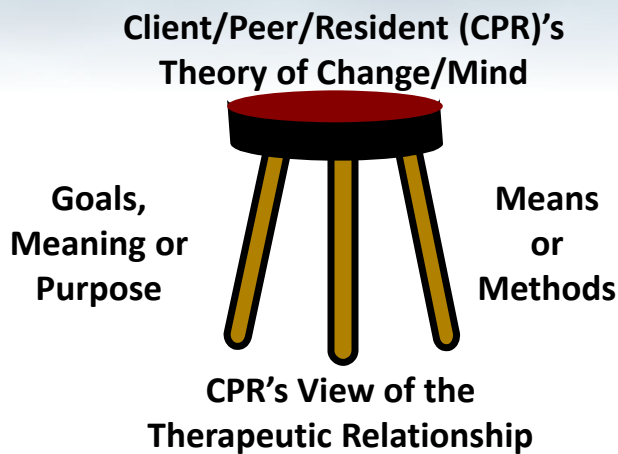 Client/Peer/Resident (CPR)’s
Theory of Change/Mind
Goals,
Meaning or
Purpose
Means
or
Methods
CPR’s View of the
Therapeutic Relationship